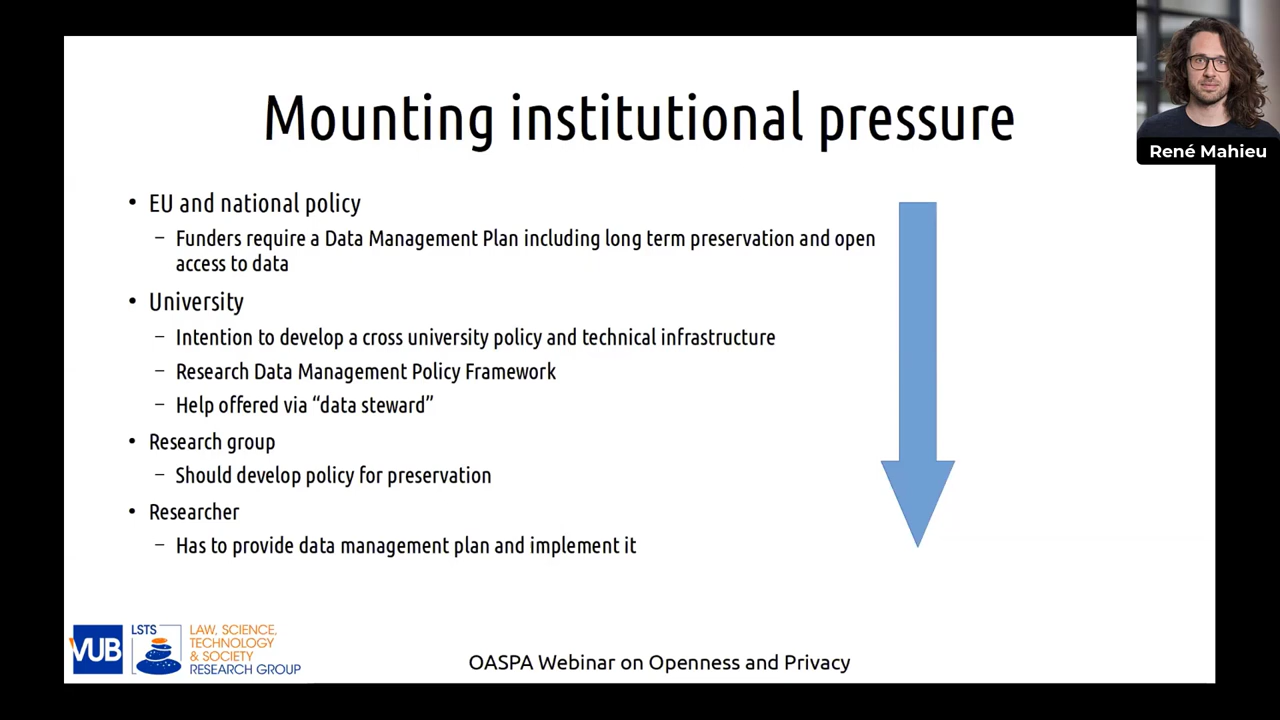 Mounting institutional pressure
René Mahieu
• EU and national policy
– Funders require a Data Management Plan including long term preservation and open
access to data
• University
– Intention to develop a cross university policy and technical infrastructure
– Research Data Management Policy Framework
– Help offered via “data steward”
• Research group
– Should develop policy for preservation
• Researcher
– Has to provide data management plan and implement it
VUB
LSTS
LAW, SCIENCE,
TECHNOLOGY
& SOCIETY
RESEARCH GROUP
OASPA Webinar on Openness and Privacy